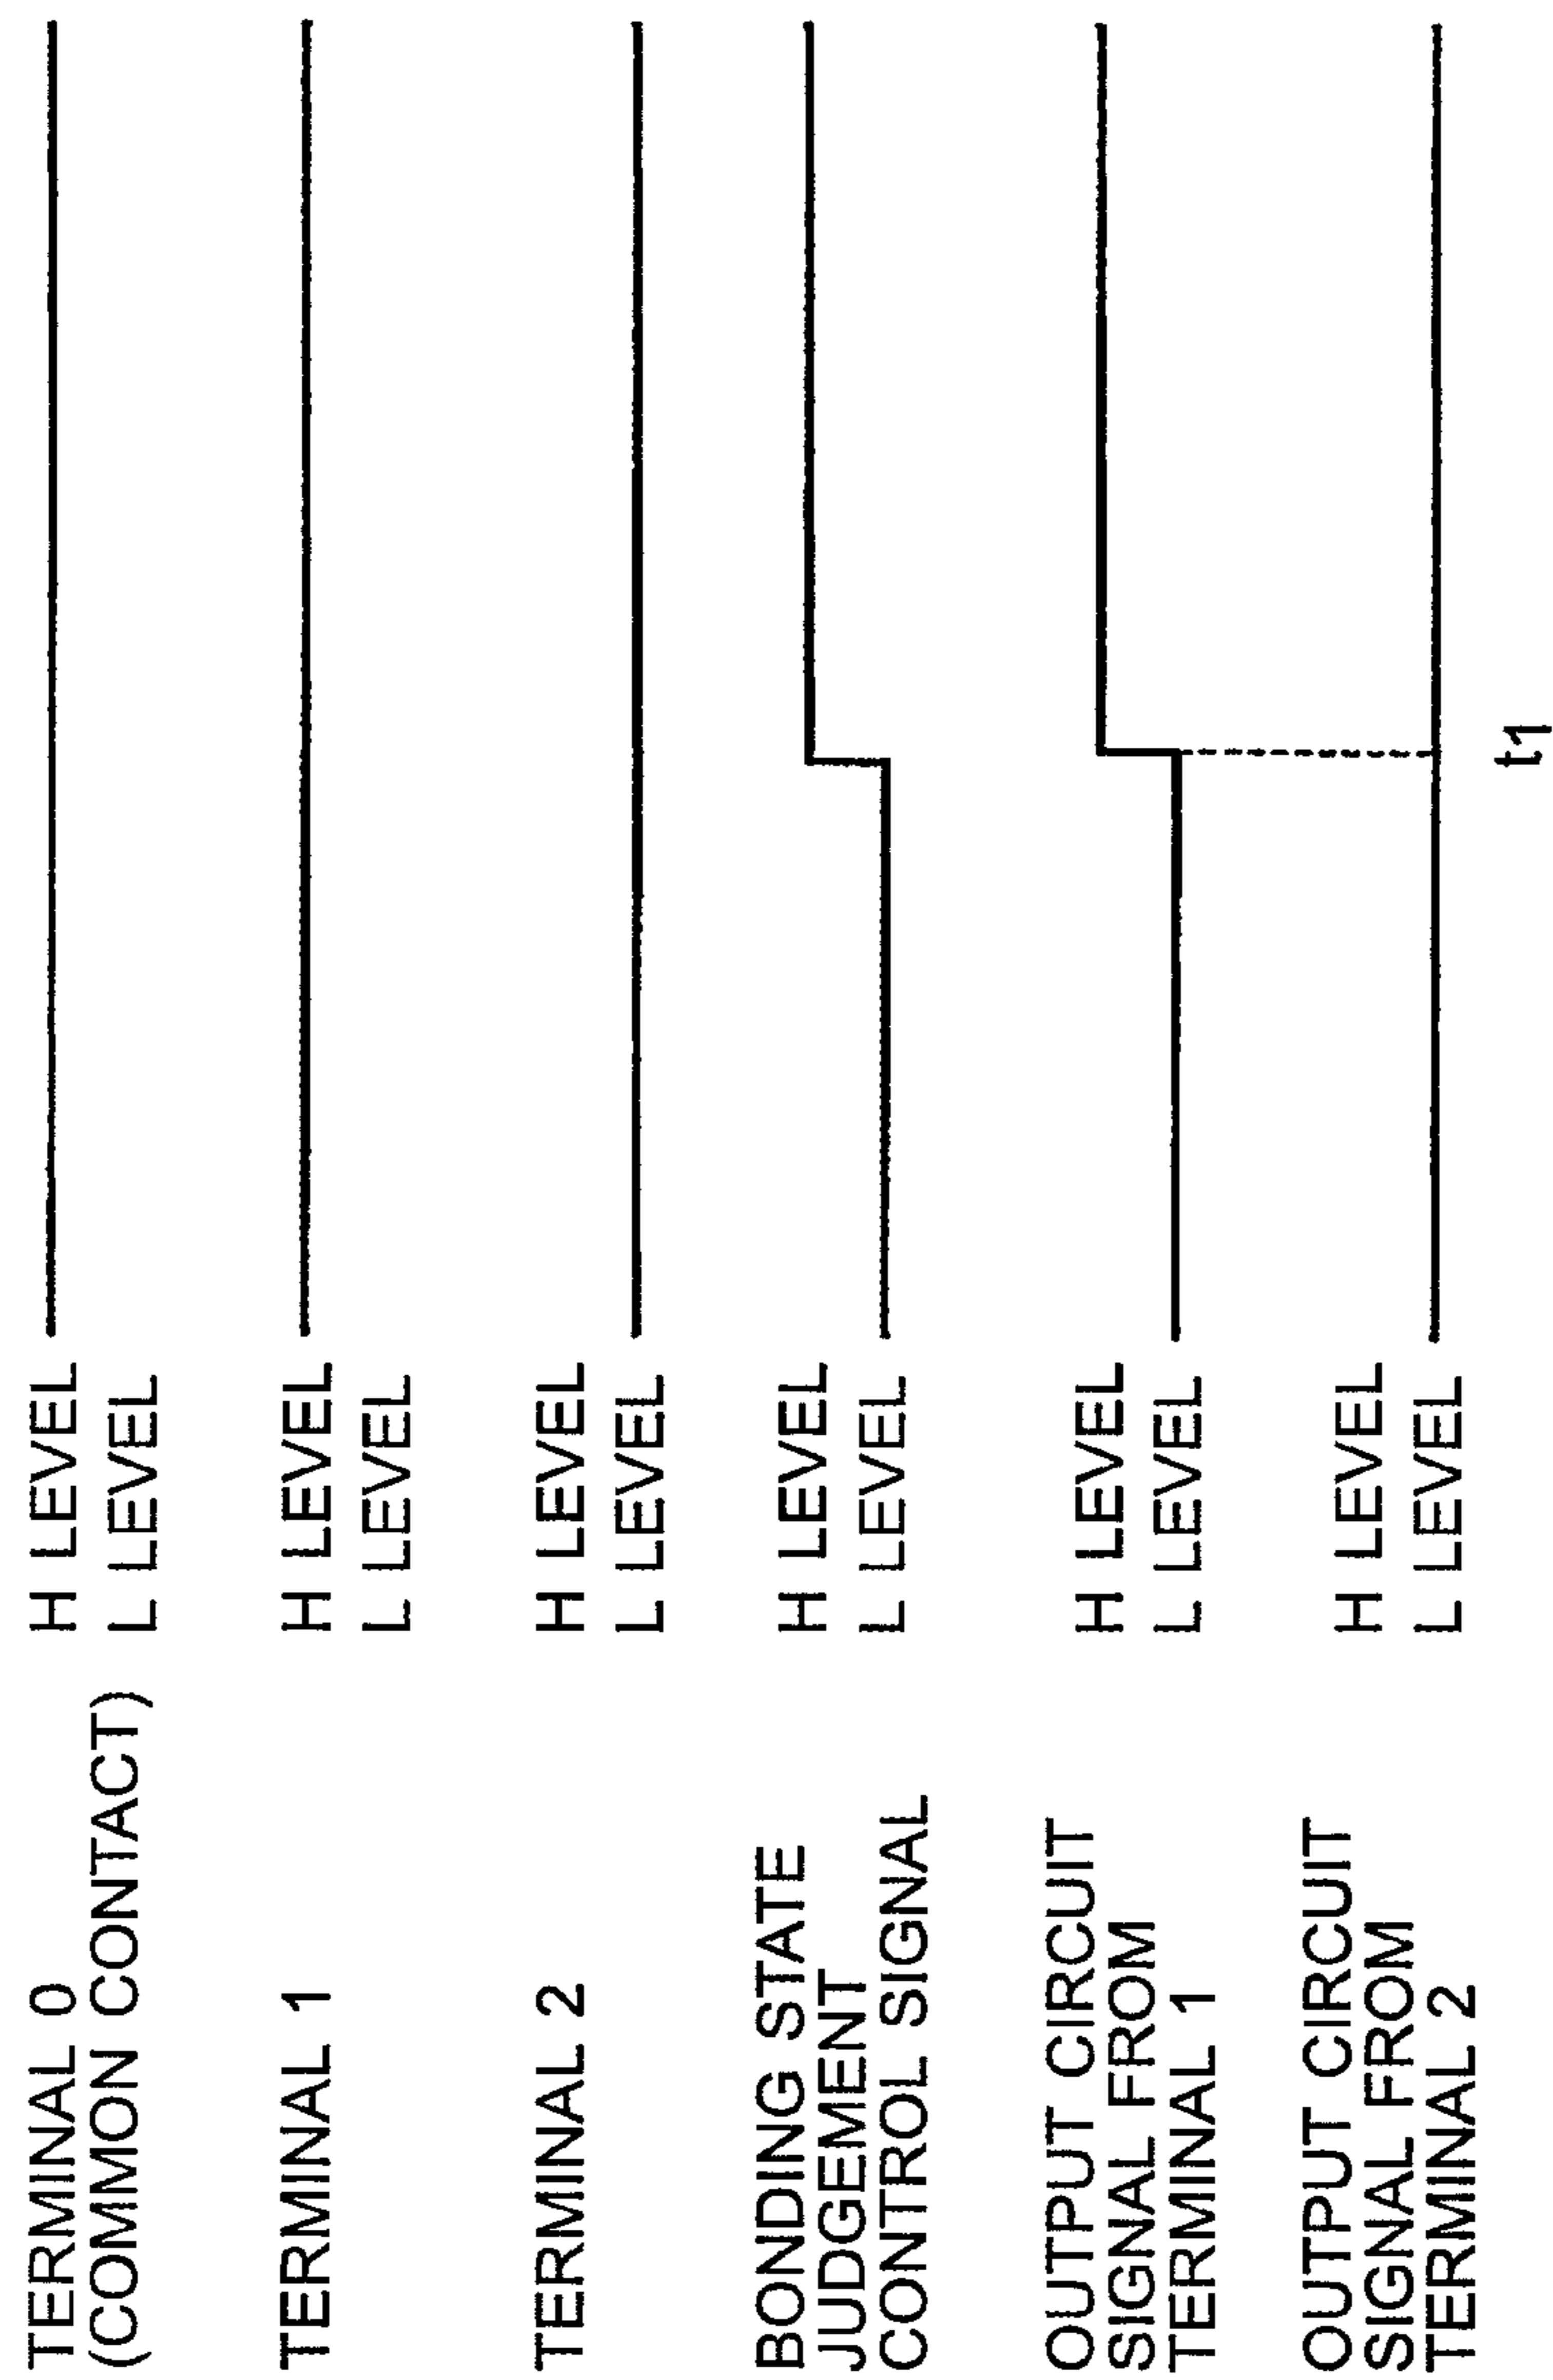 TERMINAL 0
(COMMON CONTACT)
H LEVEL
L LEVEL
TERMINAL 1
H LEVEL
L LEVEL
TERMINAL 2
H LEVEL
L LEVEL
BONDING STATE
JUDGEMENT
CONTROL SIGNAL
H LEVEL
L LEVEL
OUTPUT CIRCUIT
SIGNAL FROM
TERMINAL 1
H LEVEL
L LEVEL
OUTPUT CIRCUIT
SIGNAL FROM
TERMINAL 2
H LEVEL
L LEVEL
t1